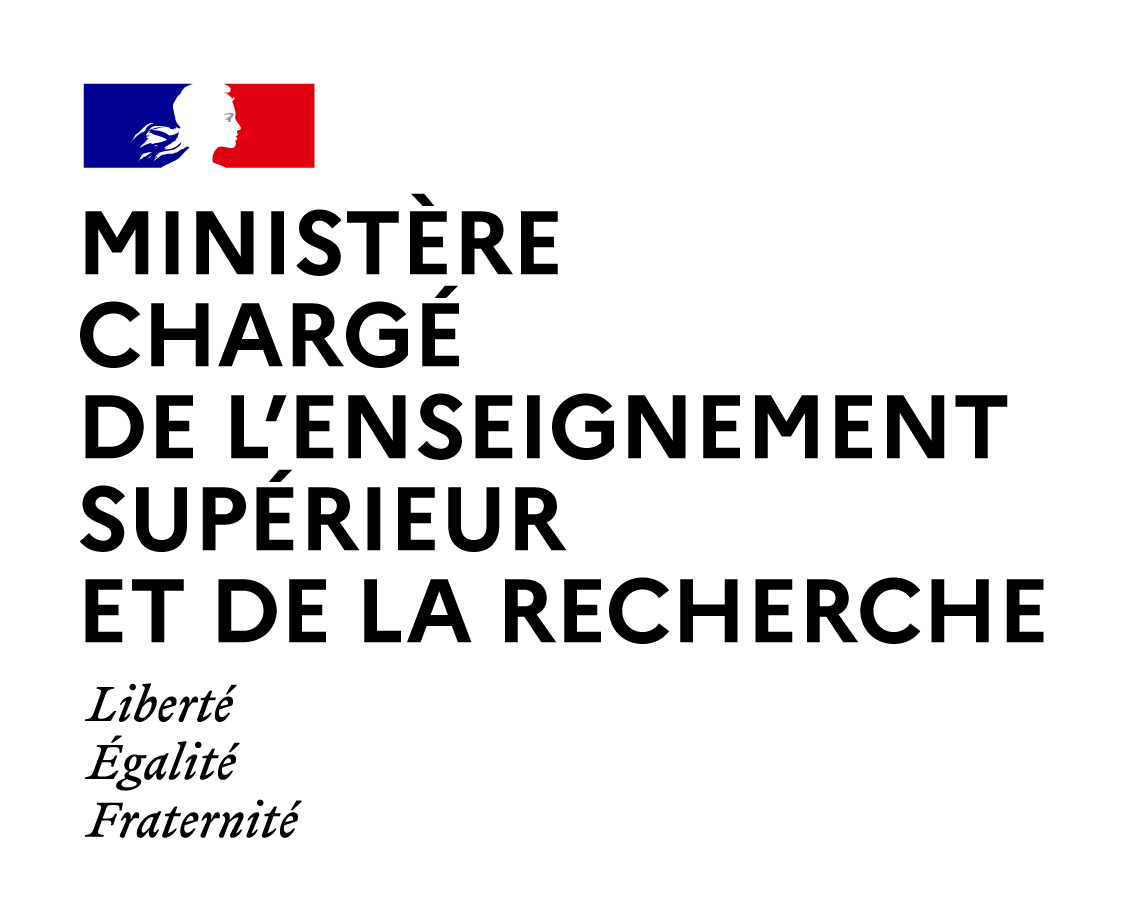 MINISTÈRE
CHARGÉ
DE L’ENSEIGNEMENT
SUPÉRIEUR
ET DE LA RECHERCHE
Liberté
Égalité
Fraternité